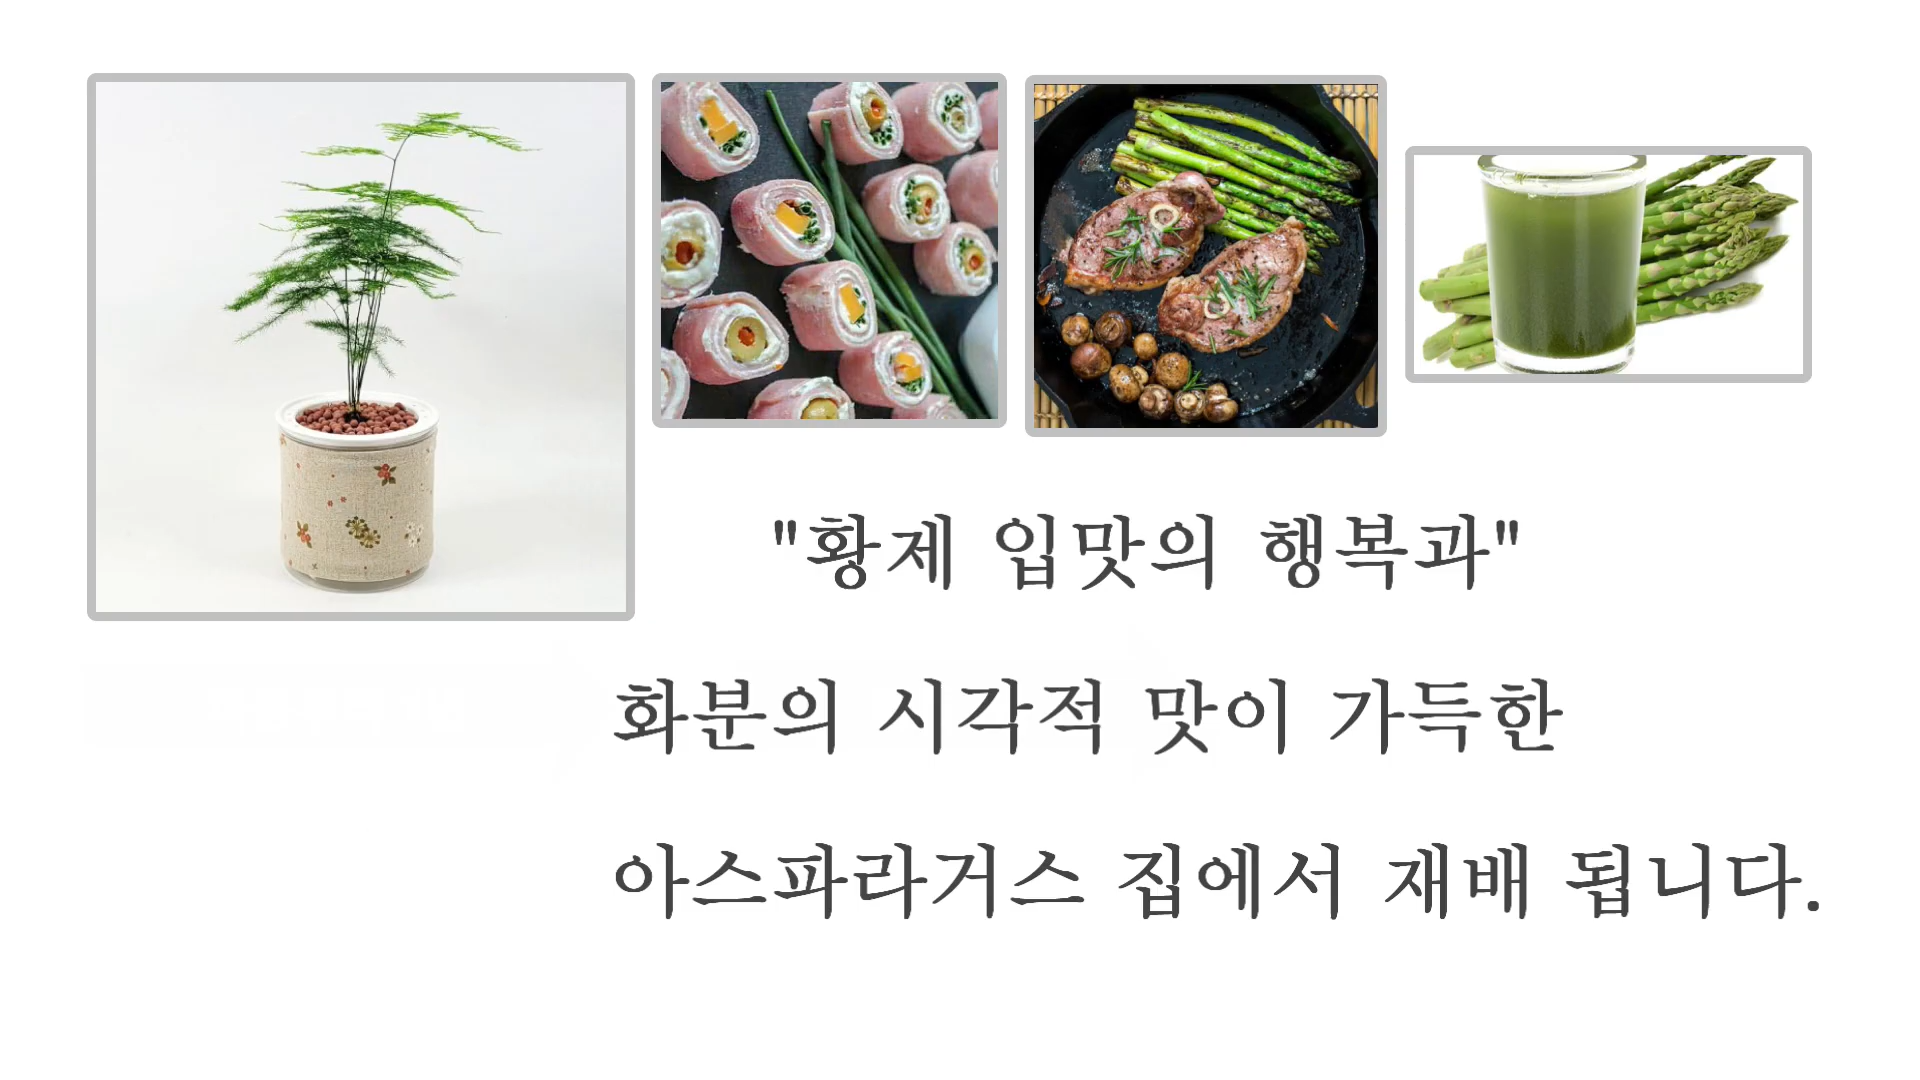 "황제 입맛의 행복과"
화분의 시각적 맛이 가득한
아스파라거스 집에서 재배 됩니다.